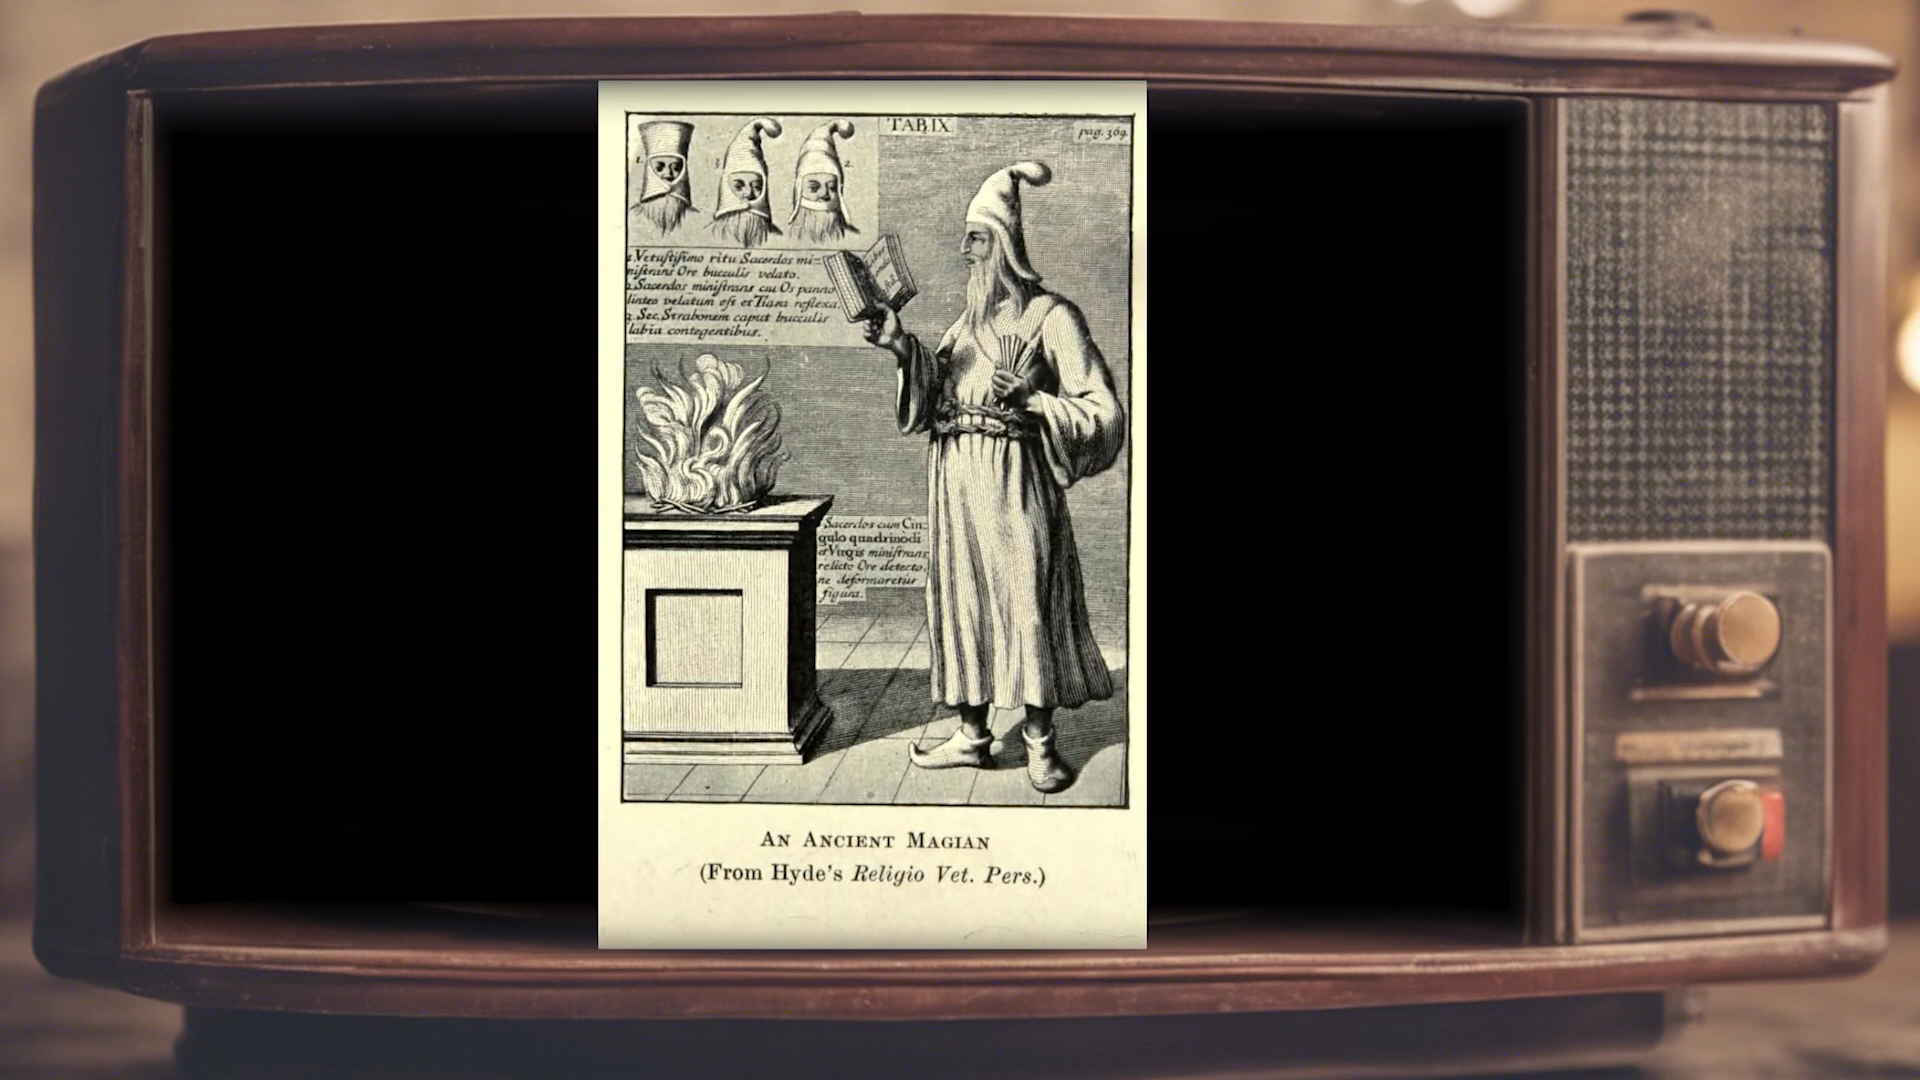 TAB.IX.
pag. 369.
1.
3
2.
1. Vetustissimo ritu Sacerdos mi=
nistrans Ore bucculis velato.
2. Sacerdos ministrans cui Os panno
linteo velatum est et Tiara reflexa.
3. Sec. Strabonem caput bucculis
labia contegentibus.
Sacerdos cum Cin=
gulo quadrinodi
et Virgis ministrans
relicto Ore detecto,
ne deformaretur
figura.
AN ANCIENT MAGIAN
(From Hyde's Religio Vet. Pers.)